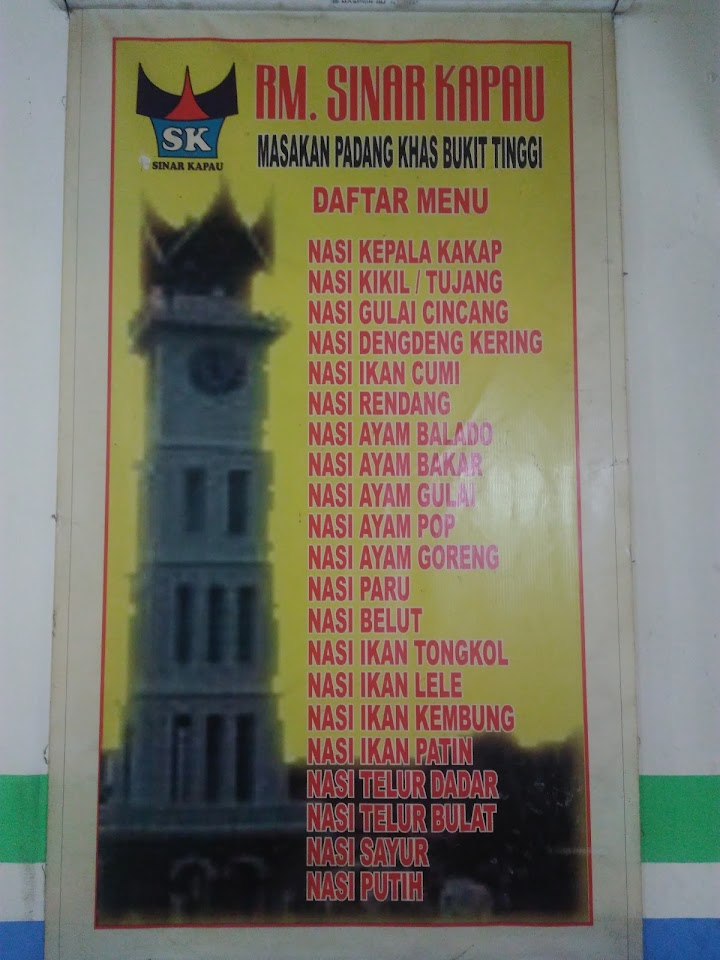 RM. SINAR KAPAU
SK
SINAR KAPAU
MASAKAN PADANG KHAS BUKIT TINGGI
DAFTAR MENU
NASI KEPALA KAKAP
NASI KIKIL / TUJANG
NASI GULAI CINCANG
NASI DENGDENG KERING
NASI IKAN CUMI
NASI RENDANG
NASI AYAM BALADO
NASI AYAM BAKAR
NASI AYAM GULAI
NASI AYAM POP
NASI AYAM GORENG
NASI PARU
NASI BELUT
NASI IKAN TONGKOL
NASI IKAN LELE
NASI IKAN KEMBUNG
NASI IKAN PATIN
NASI TELUR DADAR
NASI TELUR BULAT
NASI SAYUR
NASI PUTIH